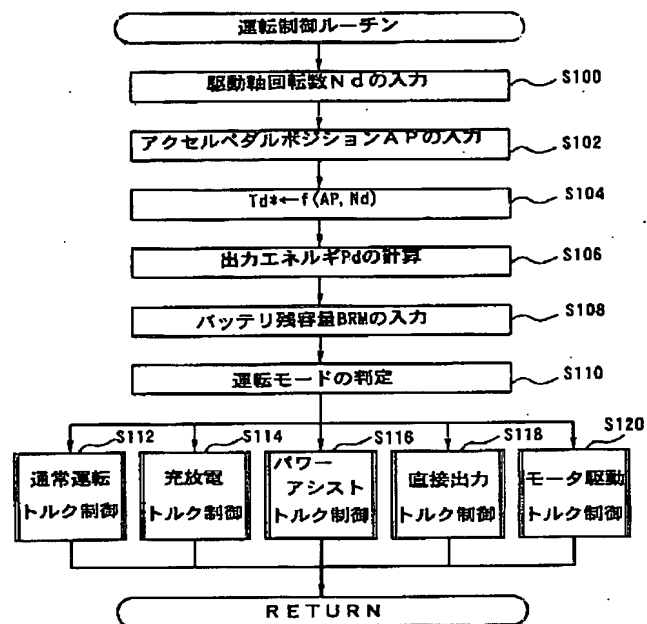 運転制御ルーチン
駆動軸回転数Ndの入力
S100
アクセルペダルポジションAPの入力
S102
Td*←f(AP,Nd)
S104
出力エネルギPdの計算
S106
バッテリ残容量BRMの入力
S108
運転モードの判定
S110
S112
S114
S116
S118
S120
通常運転
トルク制御
充放電
トルク制御
パワー
アシスト
トルク制御
直接出力
トルク制御
モータ駆動
トルク制御
RETURN